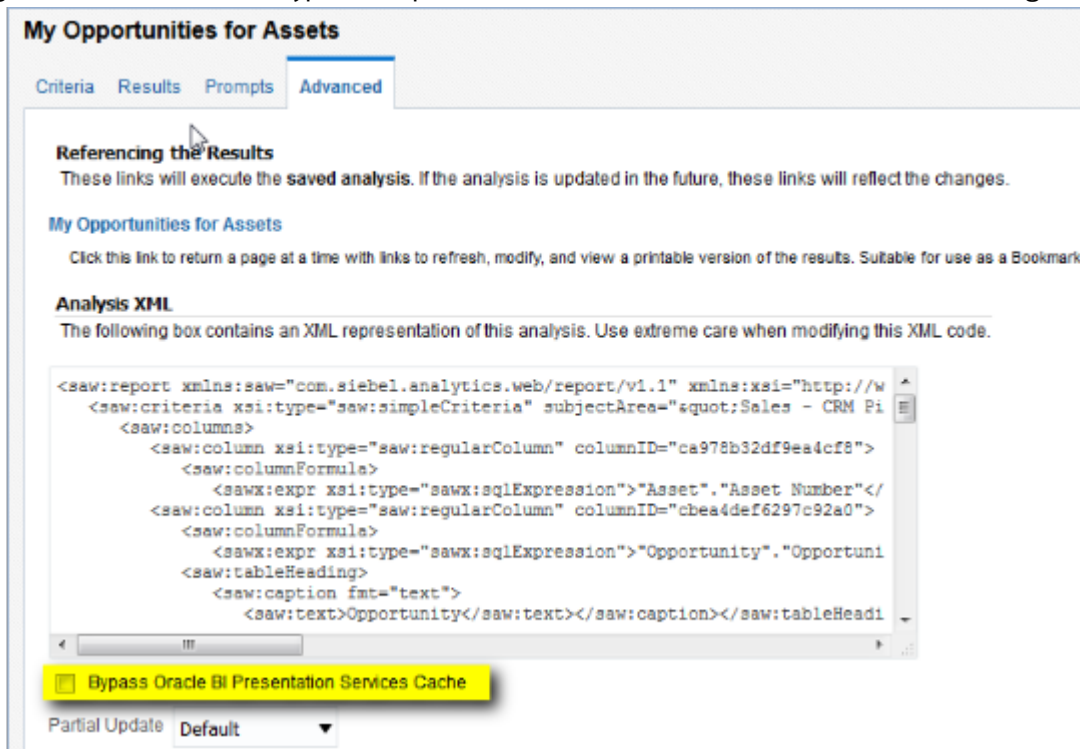 My Opportunities for Assets
Criteria Results Prompts Advanced
Referencing the Results
These links will execute the saved analysis. If the analysis is updated in the future, these links will reflect the changes.
My Opportunities for Assets
Click this link to return a page at a time with links to refresh, modify, and view a printable version of the results. Suitable for use as a Bookmark
Analysis XML
The following box contains an XML representation of this analysis. Use extreme care when modifying this XML code.
<saw:report xmlns:saw="com.siebel.analytics.web/report/v1.1" xmlns:xsi="http://w
<saw:criteria xsi:type="saw:simpleCriteria" subjectArea="&quot;Sales - CRM Pi
<saw:columns>
<saw:column xsi:type="saw:regularColumn" columnID="ca978b32df9ea4cf8">
<saw:columnFormula>
<sawx:expr xsi:type="sawx:sqlExpression">"Asset"."Asset Number"</
<saw:column xsi:type="saw:regularColumn" columnID="cbea4def6297c92a0">
<saw:columnFormula>
<sawx:expr xsi:type="sawx:sqlExpression">"Opportunity"."Opportuni
<saw:tableHeading>
<saw:caption fmt="text">
<saw:text>Opportunity</saw:text></saw:caption></saw:tableHeadi
Bypass Oracle BI Presentation Services Cache
Partial Update Default